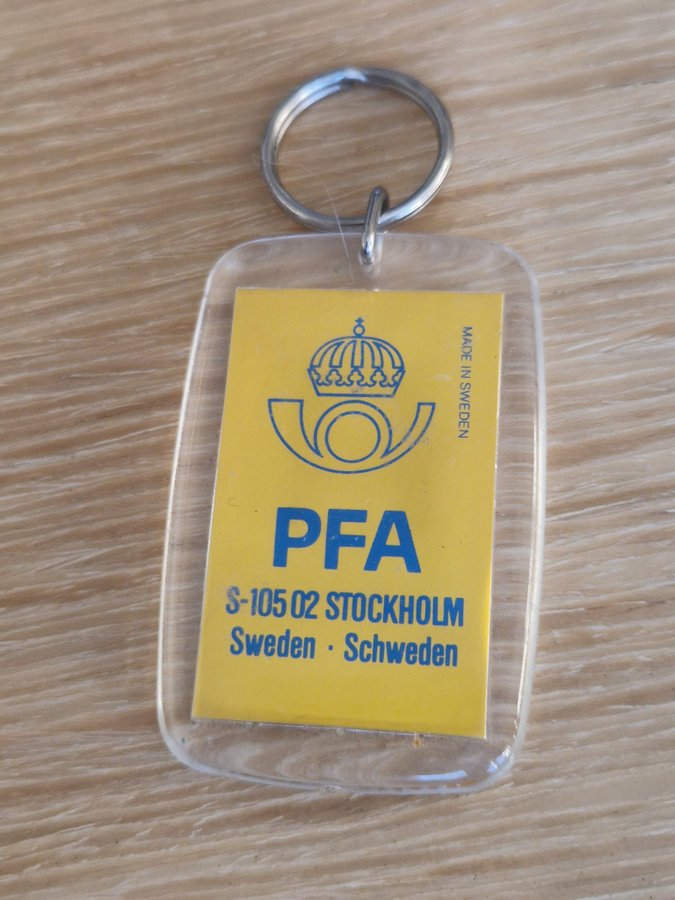 MADE IN SWEDEN
PFA
S-105 02 STOCKHOLM
Sweden · Schweden